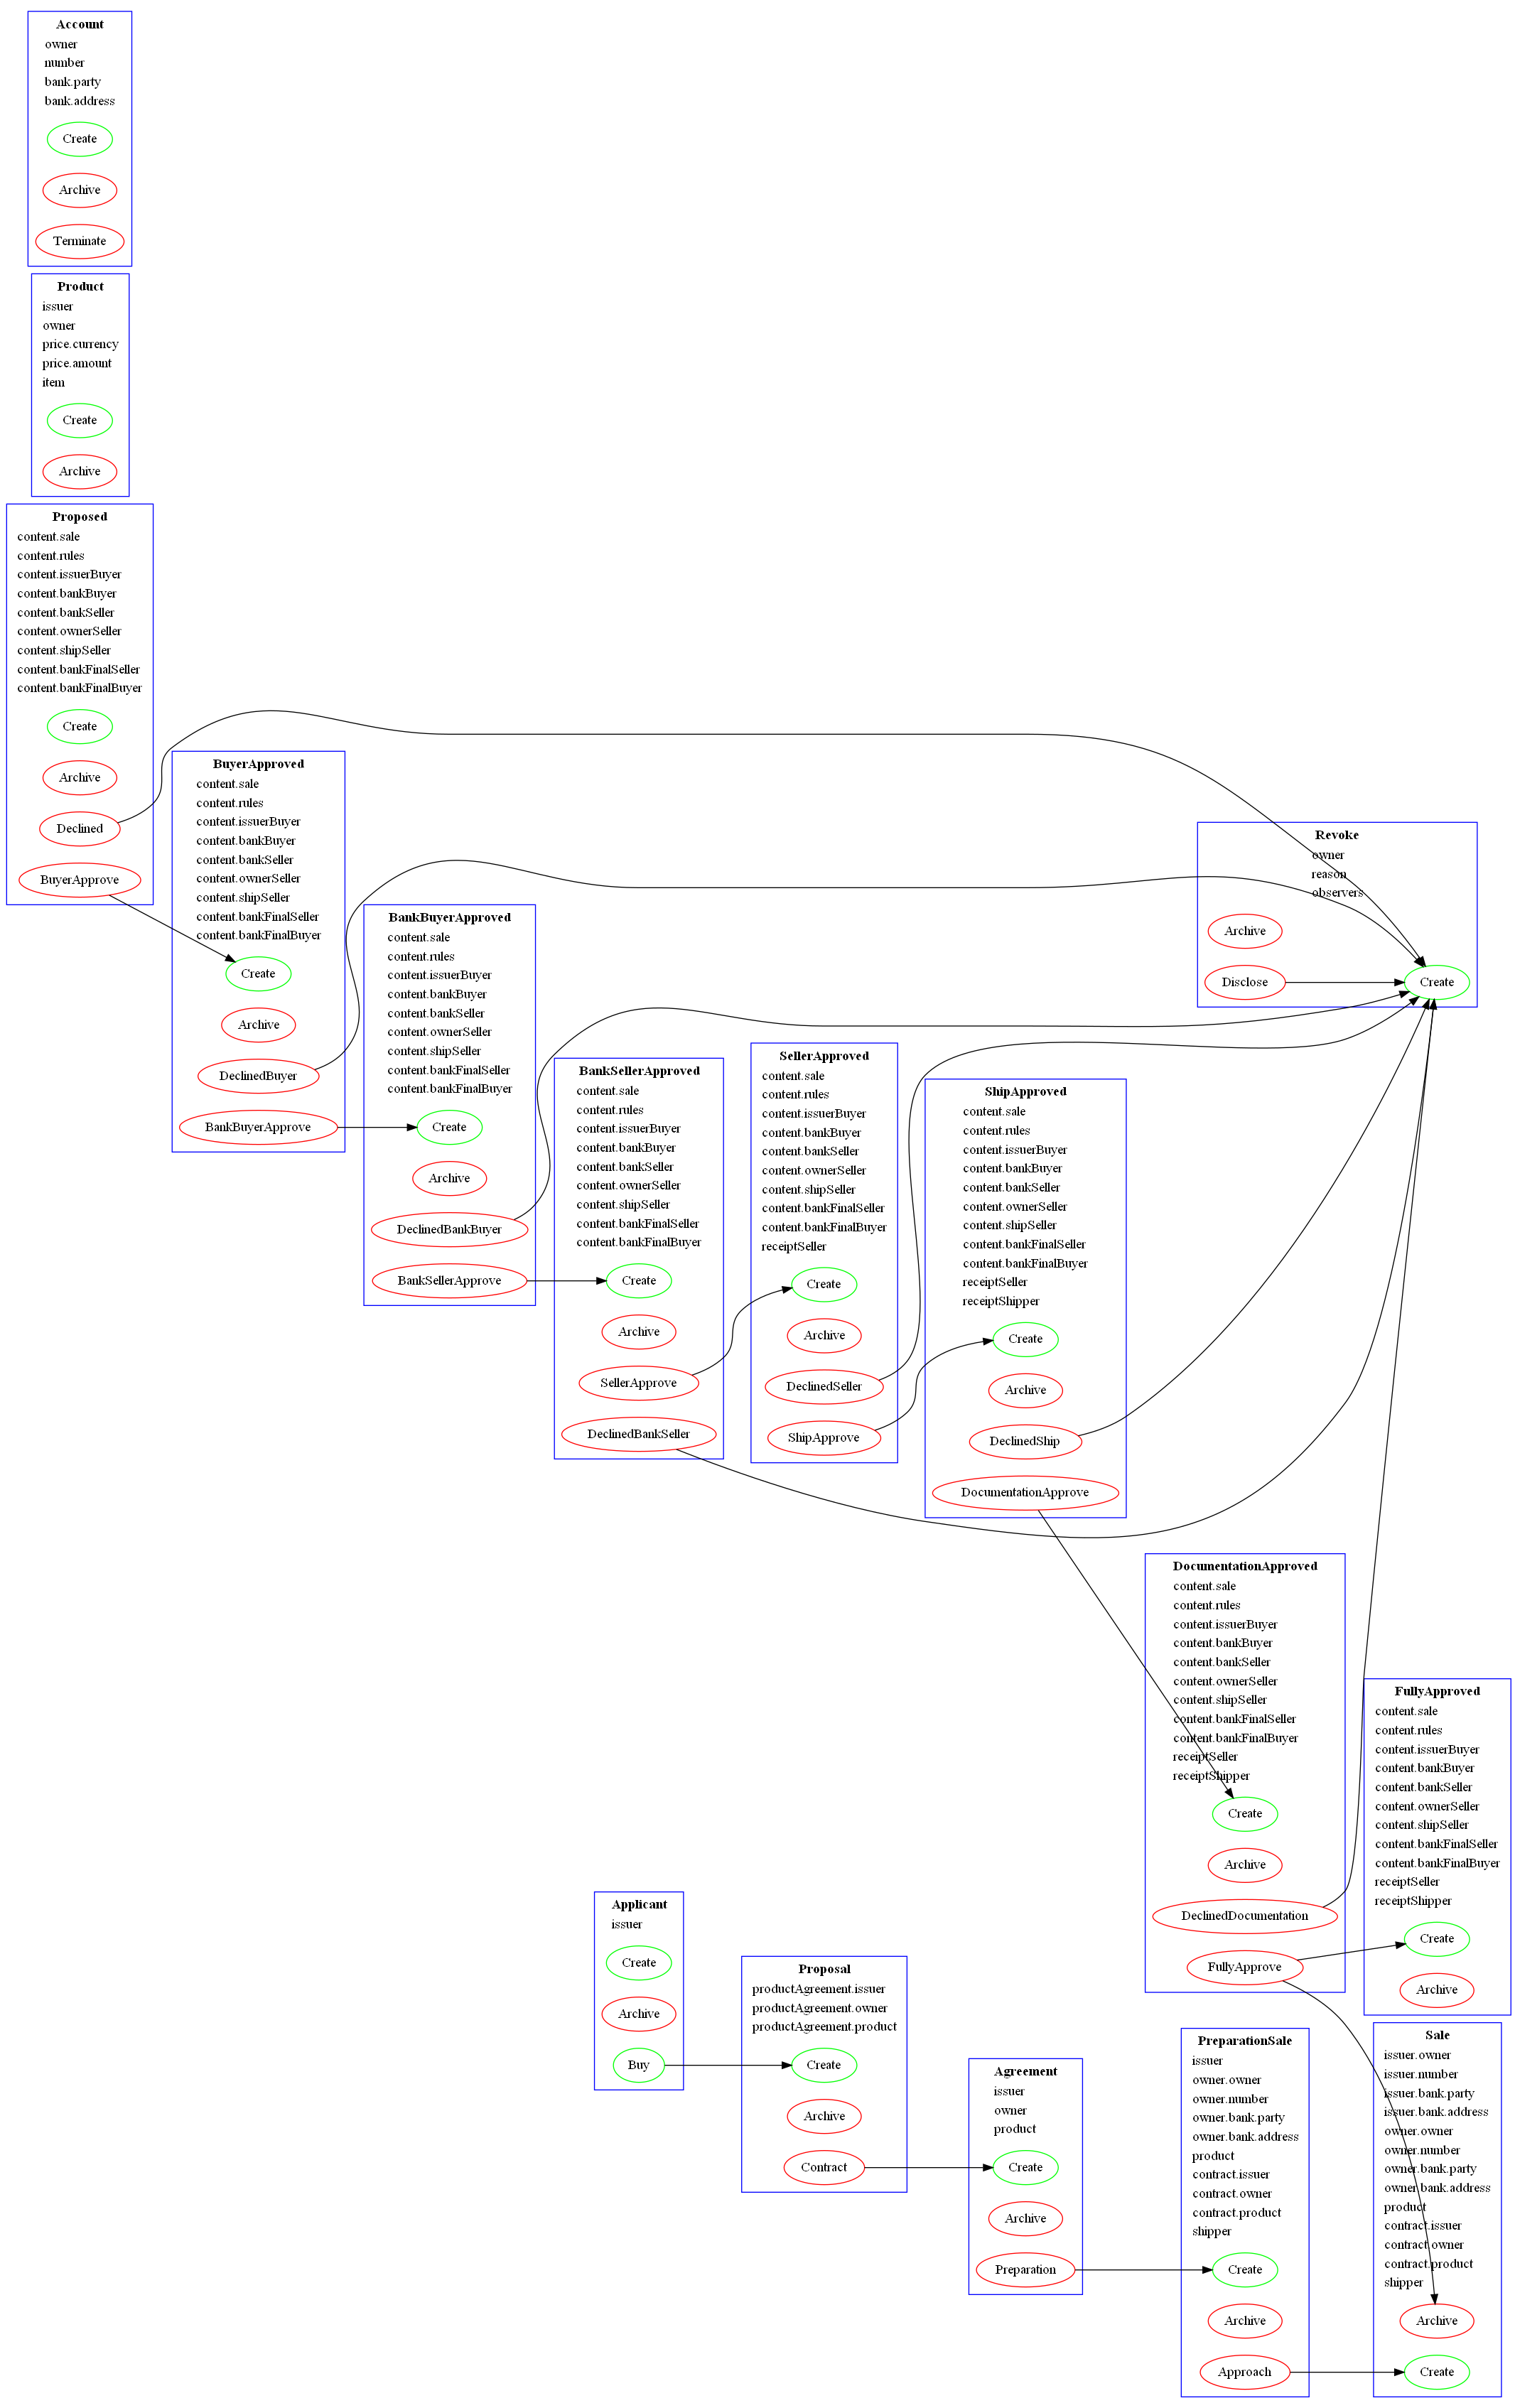 Account
owner
number
bank.party
bank.address
Create
Archive
Terminate
Product
issuer
owner
price.currency
price.amount
item
Create
Archive
Proposed
content.sale
content.rules
content.issuerBuyer
content.bankBuyer
content.bankSeller
content.ownerSeller
content.shipSeller
content.bankFinalSeller
content.bankFinalBuyer
Create
Archive
Declined
BuyerApprove
BuyerApproved
content.sale
content.rules
content.issuerBuyer
content.bankBuyer
content.bankSeller
content.ownerSeller
content.shipSeller
content.bankFinalSeller
content.bankFinalBuyer
Create
Archive
DeclinedBuyer
BankBuyerApprove
BankBuyerApproved
content.sale
content.rules
content.issuerBuyer
content.bankBuyer
content.bankSeller
content.ownerSeller
content.shipSeller
content.bankFinalSeller
content.bankFinalBuyer
Create
Archive
DeclinedBankBuyer
BankSellerApprove
BankSellerApproved
content.sale
content.rules
content.issuerBuyer
content.bankBuyer
content.bankSeller
content.ownerSeller
content.shipSeller
content.bankFinalSeller
content.bankFinalBuyer
Create
Archive
SellerApprove
DeclinedBankSeller
SellerApproved
content.sale
content.rules
content.issuerBuyer
content.bankBuyer
content.bankSeller
content.ownerSeller
content.shipSeller
content.bankFinalSeller
content.bankFinalBuyer
receiptSeller
Create
Archive
DeclinedSeller
ShipApprove
ShipApproved
content.sale
content.rules
content.issuerBuyer
content.bankBuyer
content.bankSeller
content.ownerSeller
content.shipSeller
content.bankFinalSeller
content.bankFinalBuyer
receiptSeller
receiptShipper
Create
Archive
DeclinedShip
DocumentationApprove
Revoke
owner
reason
observers
Archive
Disclose
Create
DocumentationApproved
content.sale
content.rules
content.issuerBuyer
content.bankBuyer
content.bankSeller
content.ownerSeller
content.shipSeller
content.bankFinalSeller
content.bankFinalBuyer
receiptSeller
receiptShipper
Create
Archive
DeclinedDocumentation
FullyApprove
FullyApproved
content.sale
content.rules
content.issuerBuyer
content.bankBuyer
content.bankSeller
content.ownerSeller
content.shipSeller
content.bankFinalSeller
content.bankFinalBuyer
receiptSeller
receiptShipper
Create
Archive
Applicant
issuer
Create
Archive
Buy
Proposal
productAgreement.issuer
productAgreement.owner
productAgreement.product
Create
Archive
Contract
Agreement
issuer
owner
product
Create
Archive
Preparation
PreparationSale
issuer
owner.owner
owner.number
owner.bank.party
owner.bank.address
product
contract.issuer
contract.owner
contract.product
shipper
Create
Archive
Approach
Sale
issuer.owner
issuer.number
issuer.bank.party
issuer.bank.address
owner.owner
owner.number
owner.bank.party
owner.bank.address
product
contract.issuer
contract.owner
contract.product
shipper
Archive
Create